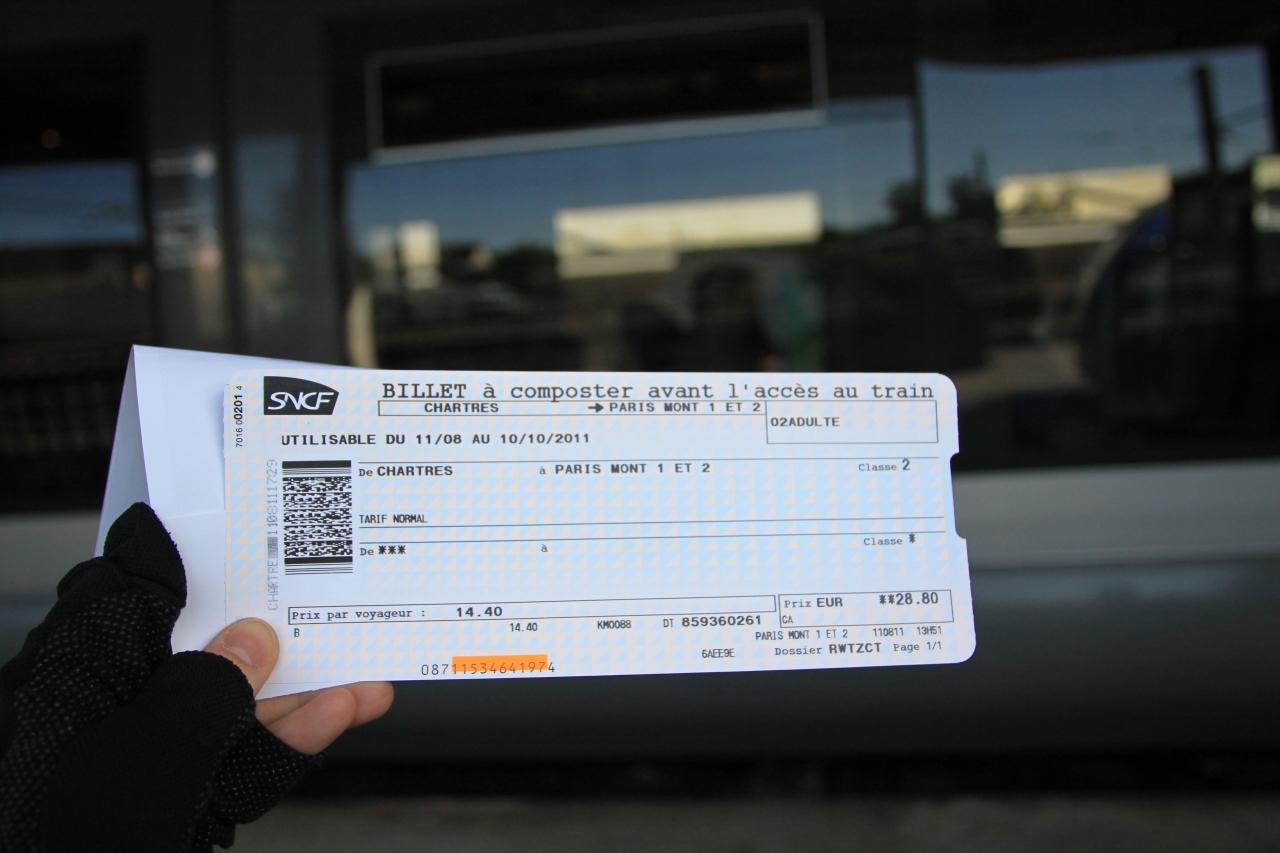 SNCF
BILLET à composter avant l'accès au train
7016 00201 4
CHARTRES → PARIS MONT 1 ET 2
02ADULTE
UTILISABLE DU 11/08 AU 10/10/2011
De CHARTRES à PARIS MONT 1 ET 2 Classe 2
TARIF NORMAL
De *** à Classe *
Prix par voyageur : 14.40
Prix EUR **28.80
B 14.40 KM0088 DT 859360261 CA
PARIS MONT 1 ET 2 110811 13H51
6AEE9E Dossier RWTZCT Page 1/1
08711534641974